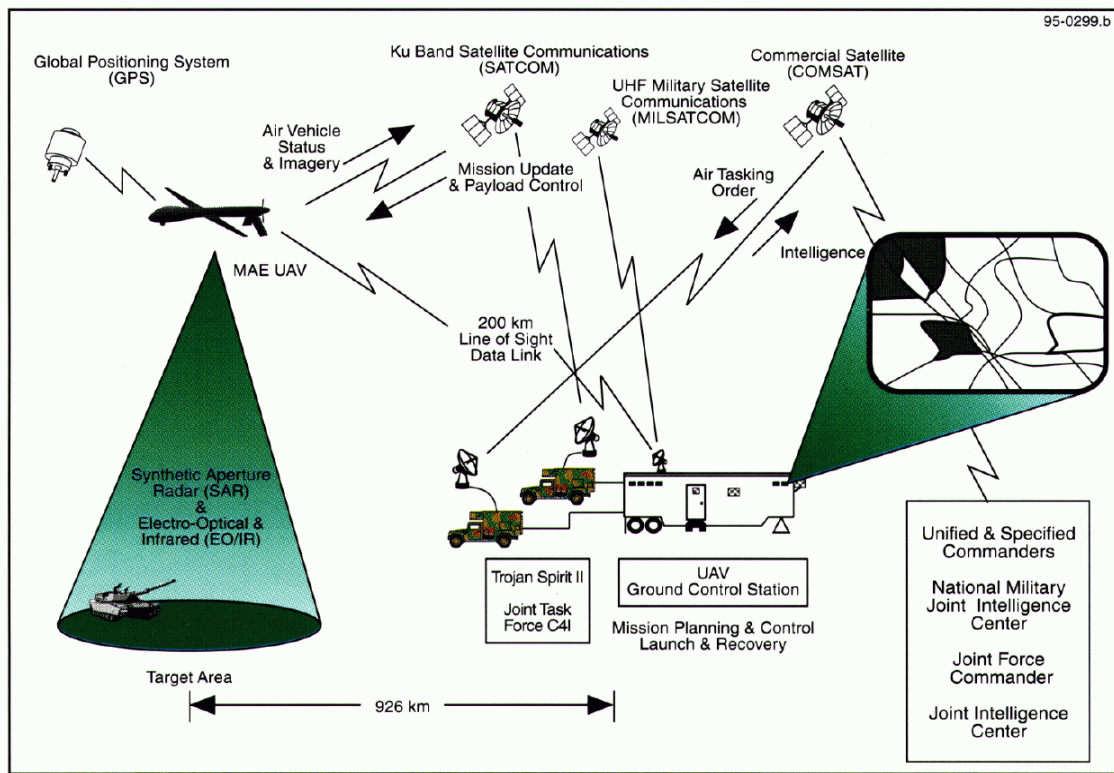 95-0299.b
Global Positioning System
(GPS)
Ku Band Satellite Communications
(SATCOM)
UHF Military Satellite
Communications
(MILSATCOM)
Commercial Satellite
(COMSAT)
Air Vehicle
Status
& Imagery
Mission Update
& Payload Control
Air Tasking
Order
Intelligence
MAE UAV
200 km
Line of Sight
Data Link
Synthetic Aperture
Radar (SAR)
&
Electro-Optical &
Infrared (EO/IR)
Target Area
926 km
Trojan Spirit II
Joint Task
Force C4I
UAV
Ground Control Station
Mission Planning & Control
Launch & Recovery
Unified & Specified
Commanders
National Military
Joint Intelligence
Center
Joint Force
Commander
Joint Intelligence
Center